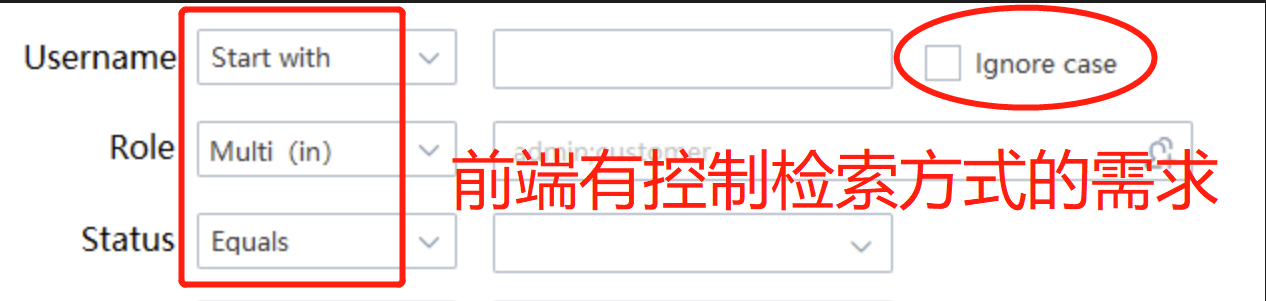 Username Start with Ignore case
Role Multi (in) admin;customer
前端有控制检索方式的需求
Status Equals